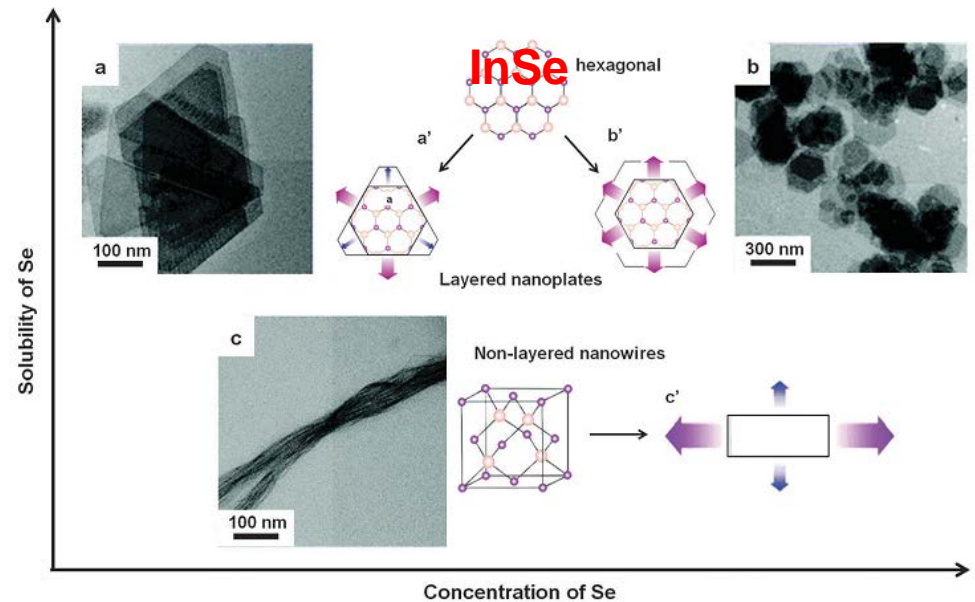 a
InSe
hexagonal
b
a'
b'
a
100 nm
300 nm
Layered nanoplates
Solubility of Se
c
Non-layered nanowires
c'
100 nm
Concentration of Se